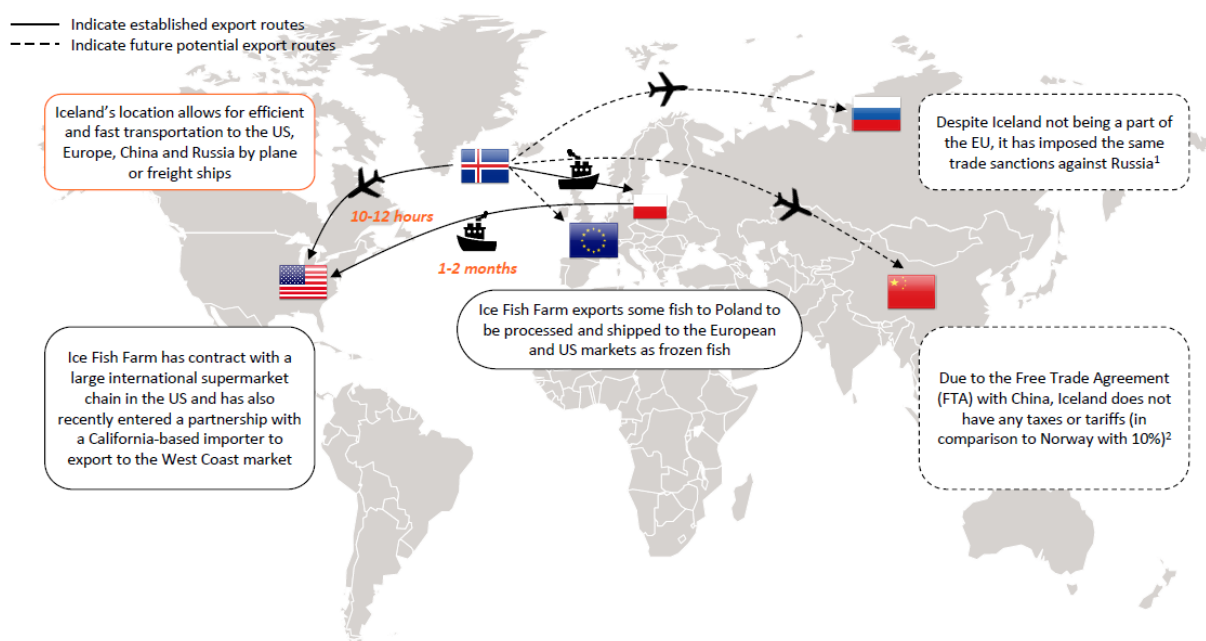 Indicate established export routes
Indicate future potential export routes
Iceland's location allows for efficient
and fast transportation to the US,
Europe, China and Russia by plane
or freight ships
Despite Iceland not being a part of
the EU, it has imposed the same
trade sanctions against Russia¹
10-12 hours
1-2 months
Ice Fish Farm exports some fish to Poland to
be processed and shipped to the European
and US markets as frozen fish
Ice Fish Farm has contract with a
large international supermarket
chain in the US and has also
recently entered a partnership with
a California-based importer to
export to the West Coast market
Due to the Free Trade Agreement
(FTA) with China, Iceland does not
have any taxes or tariffs (in
comparison to Norway with 10%)²